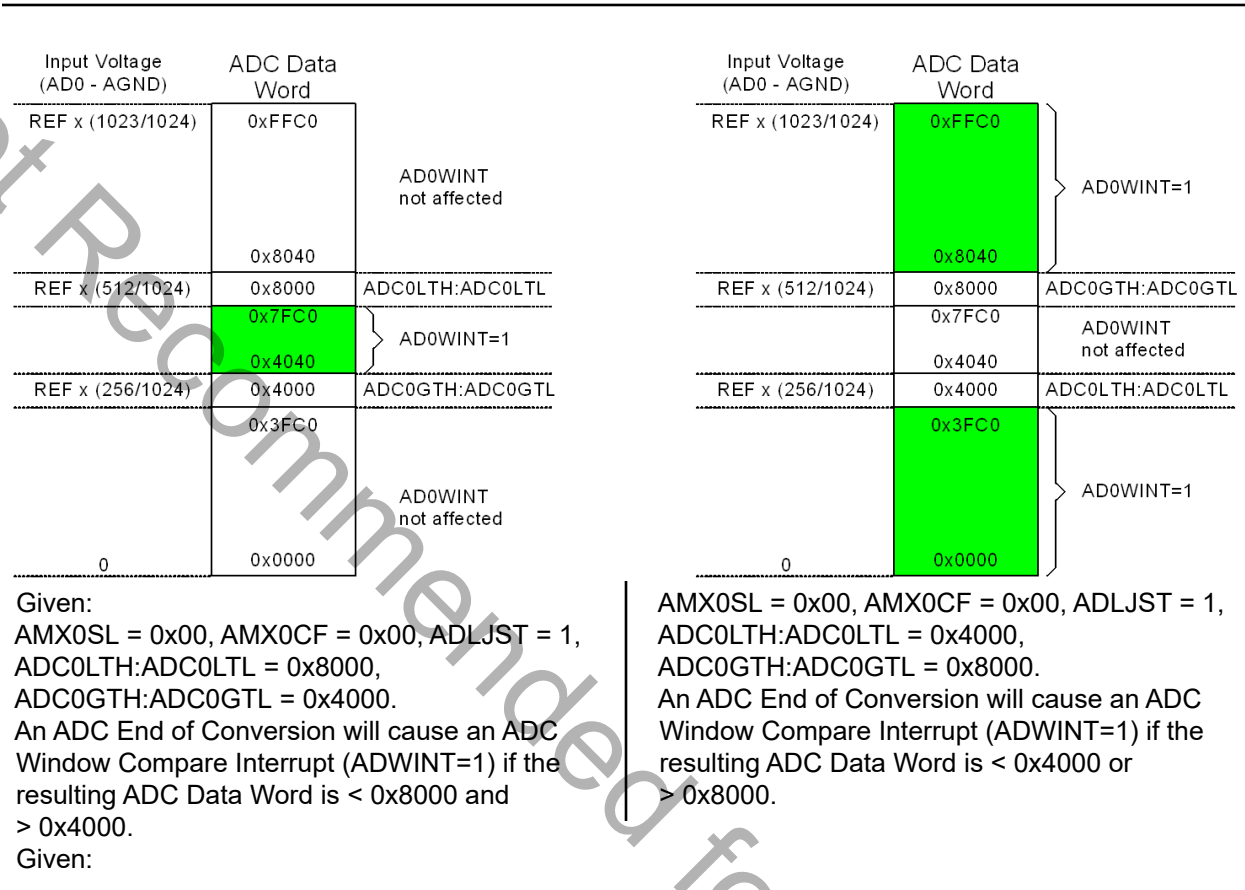 Input Voltage
(AD0 - AGND)
ADC Data
Word
REF x (1023/1024)
0xFFC0
AD0WINT
not affected
0x8040
REF x (512/1024)
0x8000
ADC0LTH:ADC0LTL
0x7FC0
AD0WINT=1
0x4040
REF x (256/1024)
0x4000
ADC0GTH:ADC0GTL
0x3FC0
AD0WINT
not affected
0
0x0000
Given:
AMX0SL = 0x00, AMX0CF = 0x00, ADLJST = 1,
ADC0LTH:ADC0LTL = 0x8000,
ADC0GTH:ADC0GTL = 0x4000.
An ADC End of Conversion will cause an ADC
Window Compare Interrupt (ADWINT=1) if the
resulting ADC Data Word is < 0x8000 and
> 0x4000.
Given:
Input Voltage
(AD0 - AGND)
ADC Data
Word
REF x (1023/1024)
0xFFC0
AD0WINT=1
0x8040
REF x (512/1024)
0x8000
ADC0GTH:ADC0GTL
0x7FC0
AD0WINT
not affected
0x4040
REF x (256/1024)
0x4000
ADC0LTH:ADC0LTL
0x3FC0
AD0WINT=1
0
0x0000
AMX0SL = 0x00, AMX0CF = 0x00, ADLJST = 1,
ADC0LTH:ADC0LTL = 0x4000,
ADC0GTH:ADC0GTL = 0x8000.
An ADC End of Conversion will cause an ADC
Window Compare Interrupt (ADWINT=1) if the
resulting ADC Data Word is < 0x4000 or
> 0x8000.
Recommended